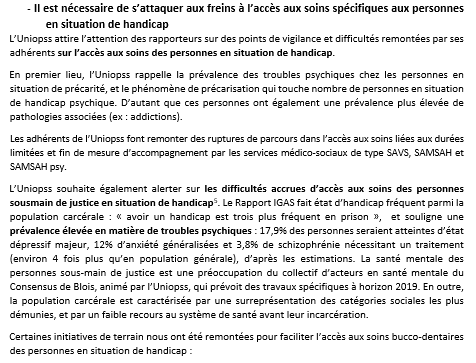 - Il est nécessaire de s'attaquer aux freins à l'accès aux soins spécifiques aux personnes
en situation de handicap
L'Uniopss attire l'attention des rapporteurs sur des points de vigilance et difficultés remontées par ses
adhérents sur l'accès aux soins des personnes en situation de handicap.
En premier lieu, l'Uniopss rappelle la prévalence des troubles psychiques chez les personnes en
situation de précarité, et le phénomène de précarisation qui touche nombre de personnes en situation
de handicap psychique. D'autant que ces personnes ont également une prévalence plus élevée de
pathologies associées (ex : addictions).
Les adhérents de l'Uniopss font remonter des ruptures de parcours dans l'accès aux soins liées aux durées
limitées et fin de mesure d'accompagnement par les services médico-sociaux de type SAVS, SAMSAH et
SAMSAH psy.
L'Uniopss souhaite également alerter sur les difficultés accrues d'accès aux soins des personnes
sousmain de justice en situation de handicap⁵. Le Rapport IGAS fait état d'handicap fréquent parmi la
population carcérale : « avoir un handicap est trois plus fréquent en prison », et souligne une
prévalence élevée en matière de troubles psychiques : 17,9% des personnes seraient atteintes d'état
dépressif majeur, 12% d'anxiété généralisées et 3,8% de schizophrénie nécessitant un traitement
(environ 4 fois plus qu'en population générale), d'après les estimations. La santé mentale des
personnes sous-main de justice est une préoccupation du collectif d'acteurs en santé mentale du
Consensus de Blois, animé par l'Uniopss, qui prévoit des travaux spécifiques à horizon 2019. En outre,
la population carcérale est caractérisée par une surreprésentation des catégories sociales les plus
démunies, et par un faible recours au système de santé avant leur incarcération.
Certaines initiatives de terrain nous ont été remontées pour faciliter l'accès aux soins bucco-dentaires
des personnes en situation de handicap :